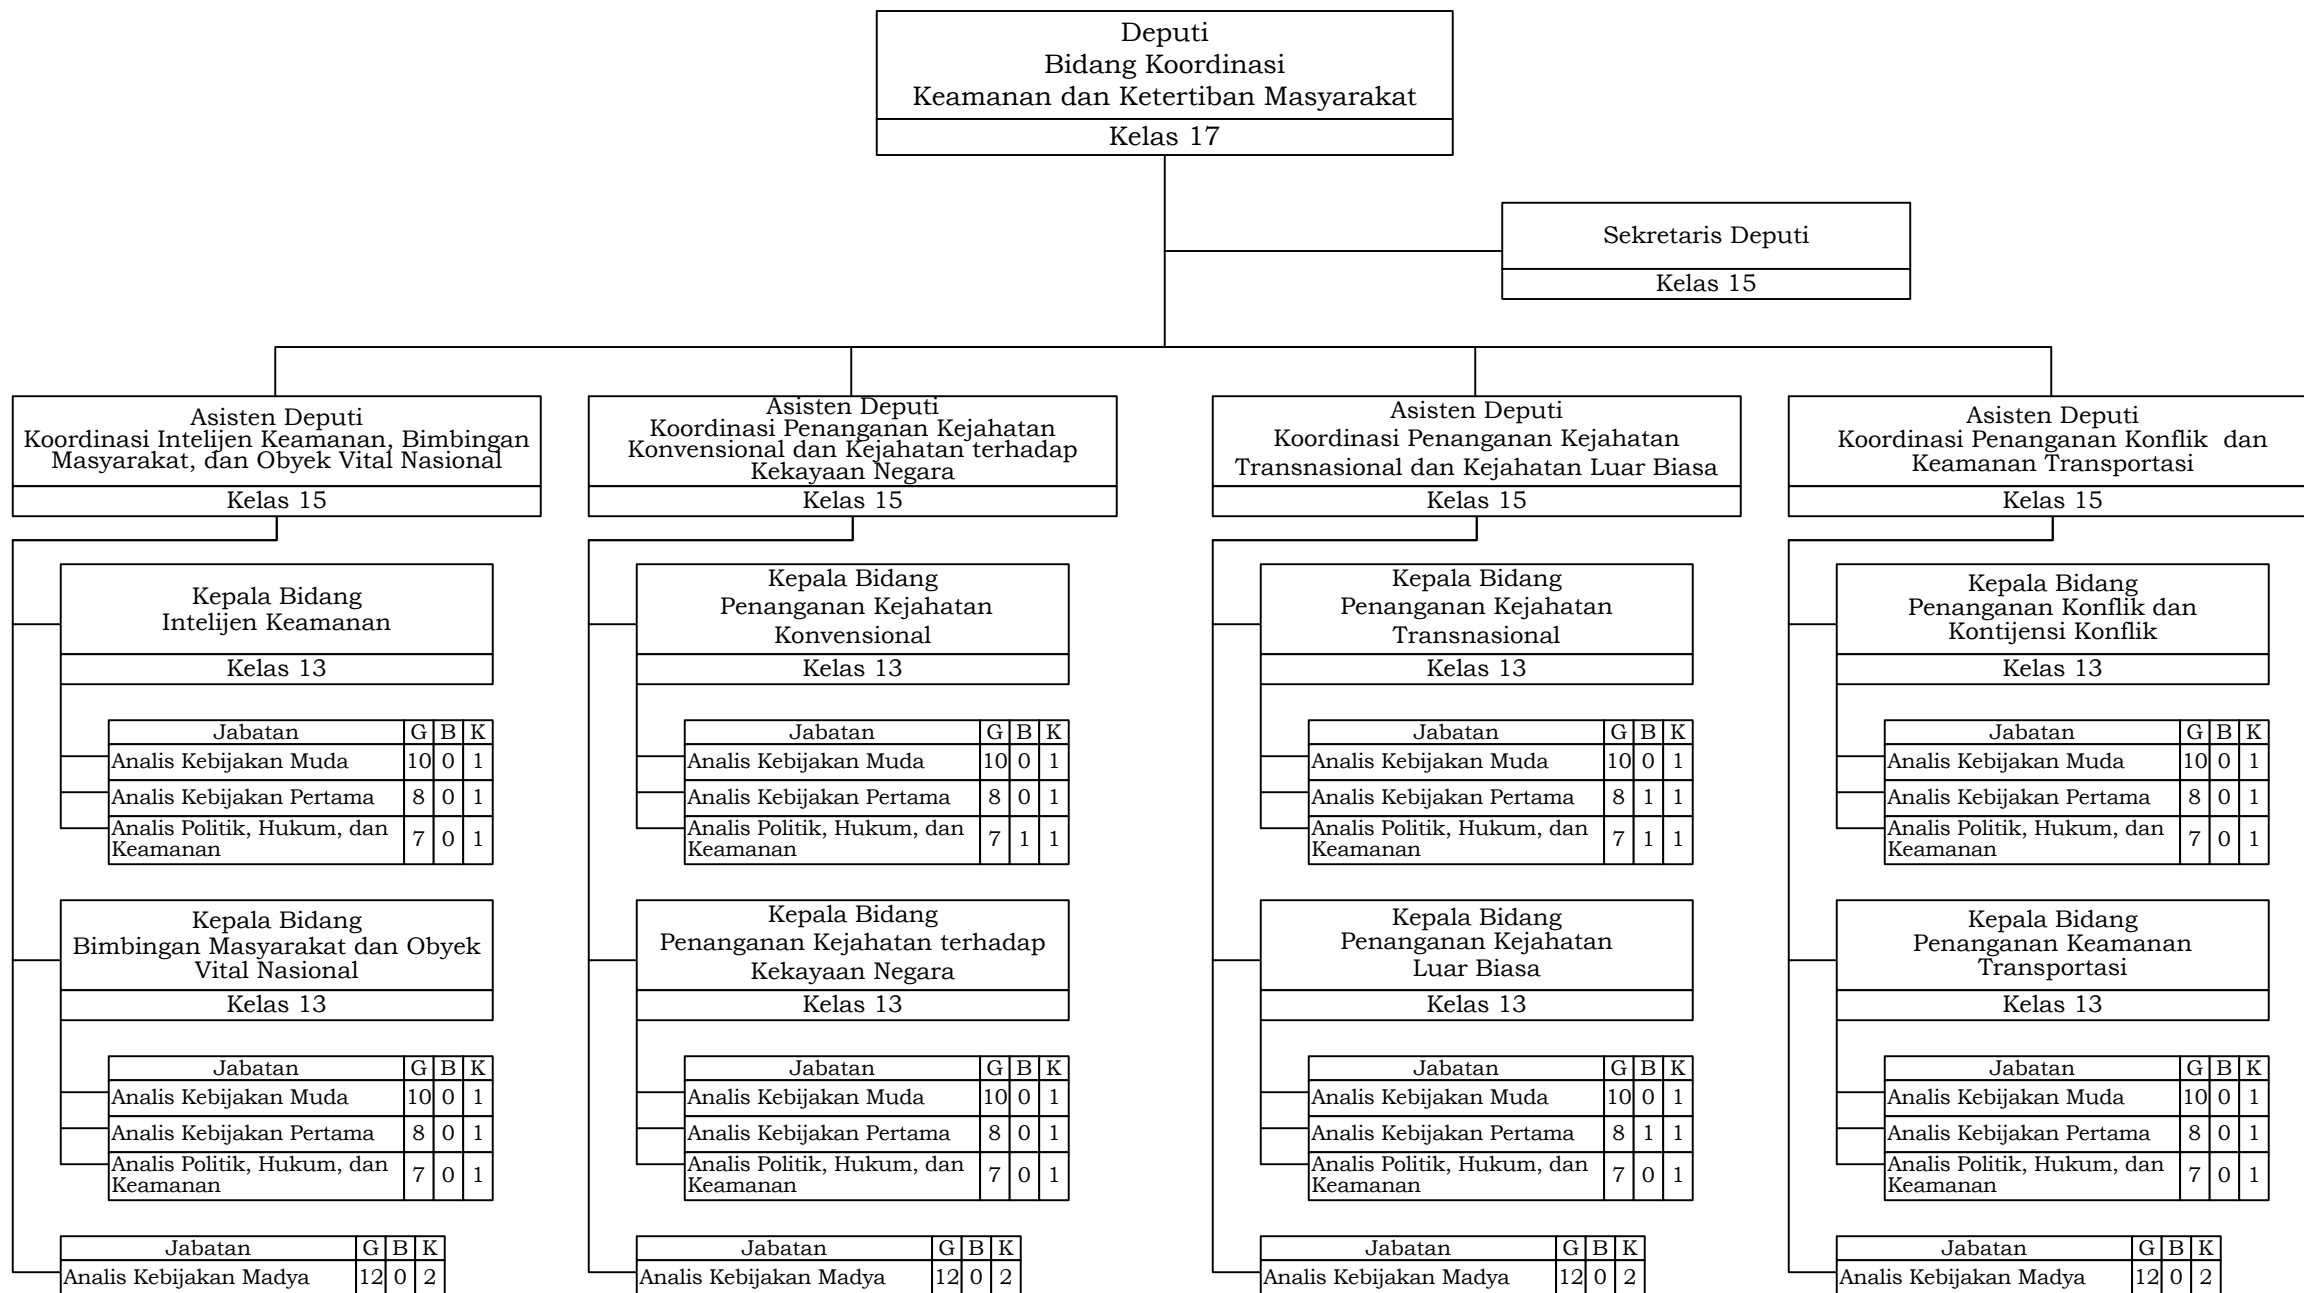 Deputi
Bidang Koordinasi
Keamanan dan Ketertiban Masyarakat
Kelas 17
Sekretaris Deputi
Kelas 15
Asisten Deputi
Koordinasi Intelijen Keamanan, Bimbingan
Masyarakat, dan Obyek Vital Nasional
Kelas 15
Kepala Bidang
Intelijen Keamanan
Kelas 13
Jabatan G B K
Analis Kebijakan Muda 10 0 1
Analis Kebijakan Pertama 8 0 1
Analis Politik, Hukum, dan
Keamanan 7 0 1
Kepala Bidang
Bimbingan Masyarakat dan Obyek
Vital Nasional
Kelas 13
Jabatan G B K
Analis Kebijakan Muda 10 0 1
Analis Kebijakan Pertama 8 0 1
Analis Politik, Hukum, dan
Keamanan 7 0 1
Jabatan G B K
Analis Kebijakan Madya 12 0 2
Asisten Deputi
Koordinasi Penanganan Kejahatan
Konvensional dan Kejahatan terhadap
Kekayaan Negara
Kelas 15
Kepala Bidang
Penanganan Kejahatan
Konvensional
Kelas 13
Jabatan G B K
Analis Kebijakan Muda 10 0 1
Analis Kebijakan Pertama 8 0 1
Analis Politik, Hukum, dan
Keamanan 7 1 1
Kepala Bidang
Penanganan Kejahatan terhadap
Kekayaan Negara
Kelas 13
Jabatan G B K
Analis Kebijakan Muda 10 0 1
Analis Kebijakan Pertama 8 0 1
Analis Politik, Hukum, dan
Keamanan 7 0 1
Jabatan G B K
Analis Kebijakan Madya 12 0 2
Asisten Deputi
Koordinasi Penanganan Kejahatan
Transnasional dan Kejahatan Luar Biasa
Kelas 15
Kepala Bidang
Penanganan Kejahatan
Transnasional
Kelas 13
Jabatan G B K
Analis Kebijakan Muda 10 0 1
Analis Kebijakan Pertama 8 1 1
Analis Politik, Hukum, dan
Keamanan 7 1 1
Kepala Bidang
Penanganan Kejahatan
Luar Biasa
Kelas 13
Jabatan G B K
Analis Kebijakan Muda 10 0 1
Analis Kebijakan Pertama 8 1 1
Analis Politik, Hukum, dan
Keamanan 7 0 1
Jabatan G B K
Analis Kebijakan Madya 12 0 2
Asisten Deputi
Koordinasi Penanganan Konflik dan
Keamanan Transportasi
Kelas 15
Kepala Bidang
Penanganan Konflik dan
Kontijensi Konflik
Kelas 13
Jabatan G B K
Analis Kebijakan Muda 10 0 1
Analis Kebijakan Pertama 8 0 1
Analis Politik, Hukum, dan
Keamanan 7 0 1
Kepala Bidang
Penanganan Keamanan
Transportasi
Kelas 13
Jabatan G B K
Analis Kebijakan Muda 10 0 1
Analis Kebijakan Pertama 8 0 1
Analis Politik, Hukum, dan
Keamanan 7 0 1
Jabatan G B K
Analis Kebijakan Madya 12 0 2